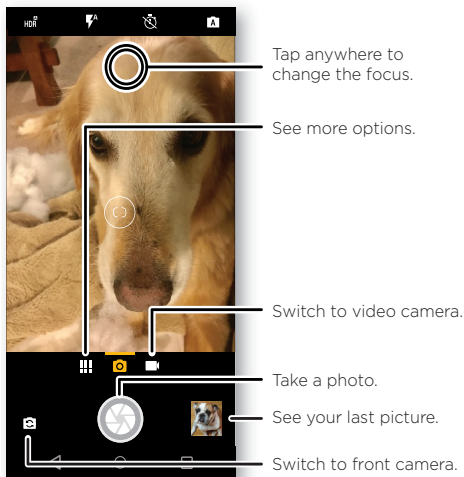 HDR A
A
A
Tap anywhere to
change the focus.
See more options.
Switch to video camera.
Take a photo.
See your last picture.
Switch to front camera.